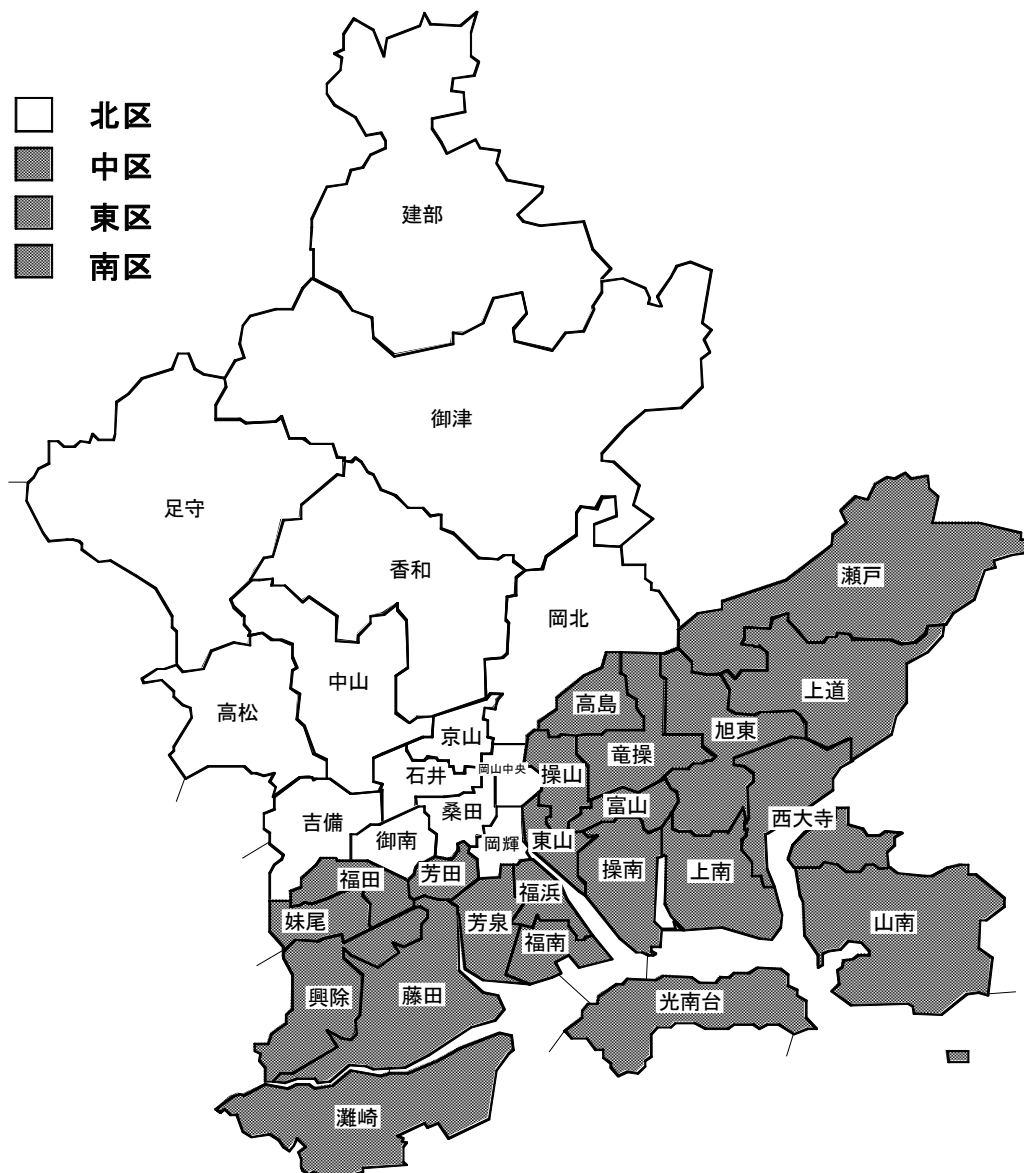 北区
中区
東区
南区
建部
御津
足守
香和
瀬戸
岡北
中山
上道
高島
高松
旭東
京山
竜操
岡山中央
石井
操山
富山
桑田
西大寺
吉備
御南
岡輝
東山
芳田
操南
上南
福田
福浜
妹尾
芳泉
山南
福南
興除
藤田
光南台
灘崎